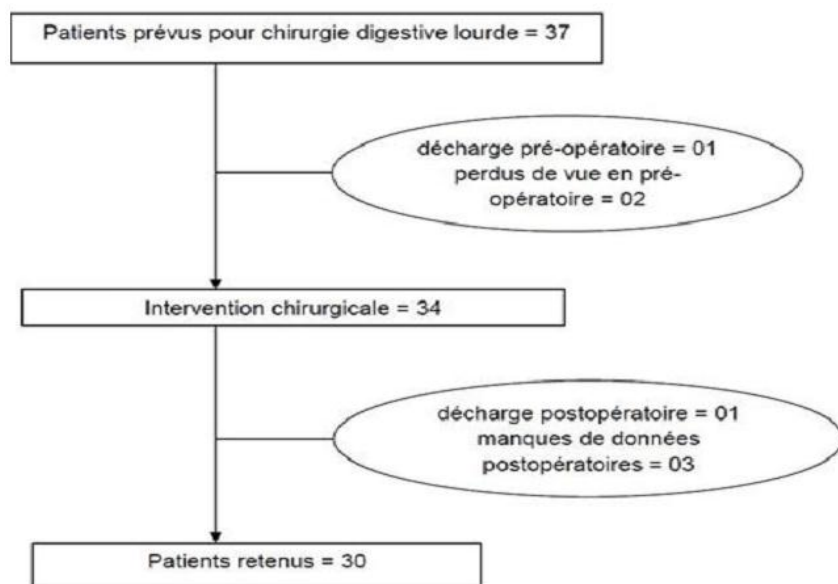 Patients prévus pour chirurgie digestive lourde = 37
décharge pré-opératoire = 01
perdus de vue en pré-
opératoire = 02
Intervention chirurgicale = 34
décharge postopératoire = 01
manques de données
postopératoires = 03
Patients retenus = 30